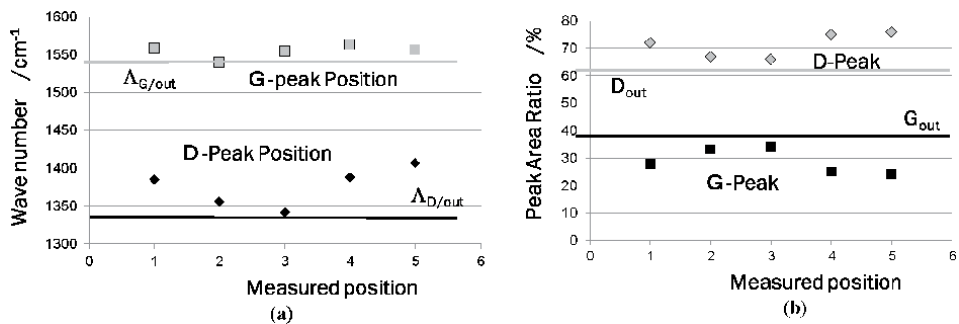 1600
1550
1500
1450
1400
1350
1300
Wave number /cm⁻¹
ΛG/out
G-peak Position
D-Peak Position
ΛD/out
0 1 2 3 4 5 6
Measured position
(a)
80
70
60
50
40
30
20
10
0
Peak Area Ratio /%
D-Peak
Dout
Gout
G-Peak
0 1 2 3 4 5 6
Measured position
(b)